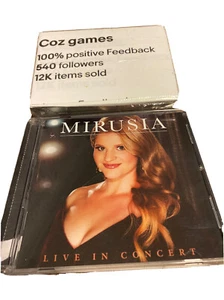 Coz games
100% positive Feedback
540 followers
12K items sold
MIRUSIA
LIVE IN CONCERT